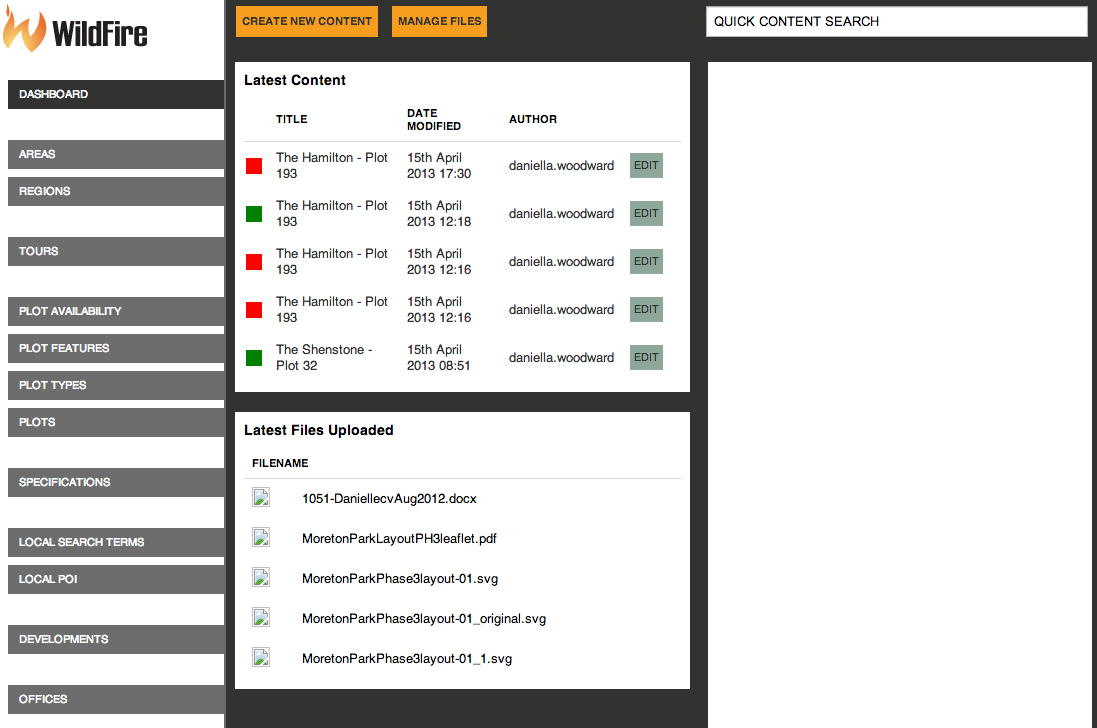 WildFire
DASHBOARD
AREAS
REGIONS
TOURS
PLOT AVAILABILITY
PLOT FEATURES
PLOT TYPES
PLOTS
SPECIFICATIONS
LOCAL SEARCH TERMS
LOCAL POI
DEVELOPMENTS
OFFICES
CREATE NEW CONTENT
MANAGE FILES
QUICK CONTENT SEARCH
Latest Content
TITLE
DATE
MODIFIED
AUTHOR
The Hamilton - Plot
193
15th April
2013 17:30
daniella.woodward
EDIT
The Hamilton - Plot
193
15th April
2013 12:18
daniella.woodward
EDIT
The Hamilton - Plot
193
15th April
2013 12:16
daniella.woodward
EDIT
The Hamilton - Plot
193
15th April
2013 12:16
daniella.woodward
EDIT
The Shenstone -
Plot 32
15th April
2013 08:51
daniella.woodward
EDIT
Latest Files Uploaded
FILENAME
1051-DaniellecvAug2012.docx
MoretonParkLayoutPH3leaflet.pdf
MoretonParkPhase3layout-01.svg
MoretonParkPhase3layout-01_original.svg
MoretonParkPhase3layout-01_1.svg